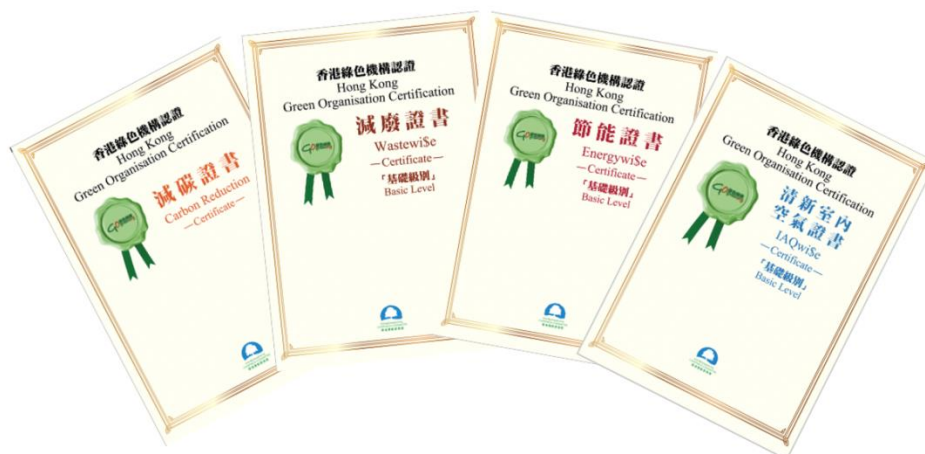 香港綠色機構認證
Hong Kong
Green Organisation Certification
減碳證書
Carbon Reduction
—Certificate—
香港綠色機構認證
Hong Kong
Green Organisation Certification
減廢證書
Wastewi$e
—Certificate—
「基礎級別」
Basic Level
香港綠色機構認證
Hong Kong
Green Organisation Certification
節能證書
Energywi$e
—Certificate—
「基礎級別」
Basic Level
香港綠色機構認證
Hong Kong
Green Organisation Certification
清新室內
空氣證書
IAQwi$e
—Certificate—
「基礎級別」
Basic Level